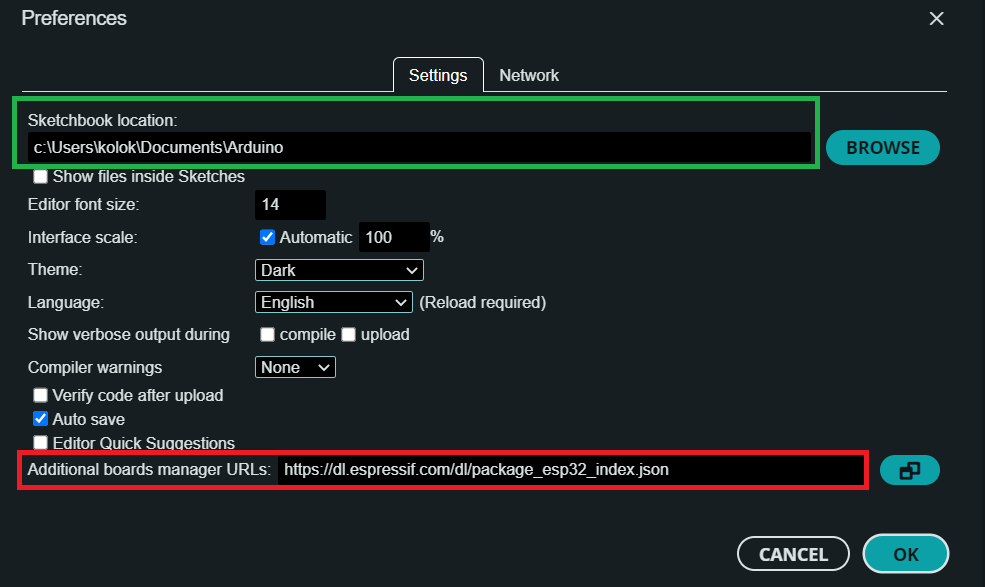 Preferences
Settings Network
Sketchbook location:
c:\Users\kolok\Documents\Arduino
BROWSE
Show files inside Sketches
Editor font size: 14
Interface scale: Automatic 100 %
Theme: Dark
Language: English (Reload required)
Show verbose output during compile upload
Compiler warnings None
Verify code after upload
Auto save
Editor Quick Suggestions
Additional boards manager URLs: https://dl.espressif.com/dl/package_esp32_index.json
CANCEL OK